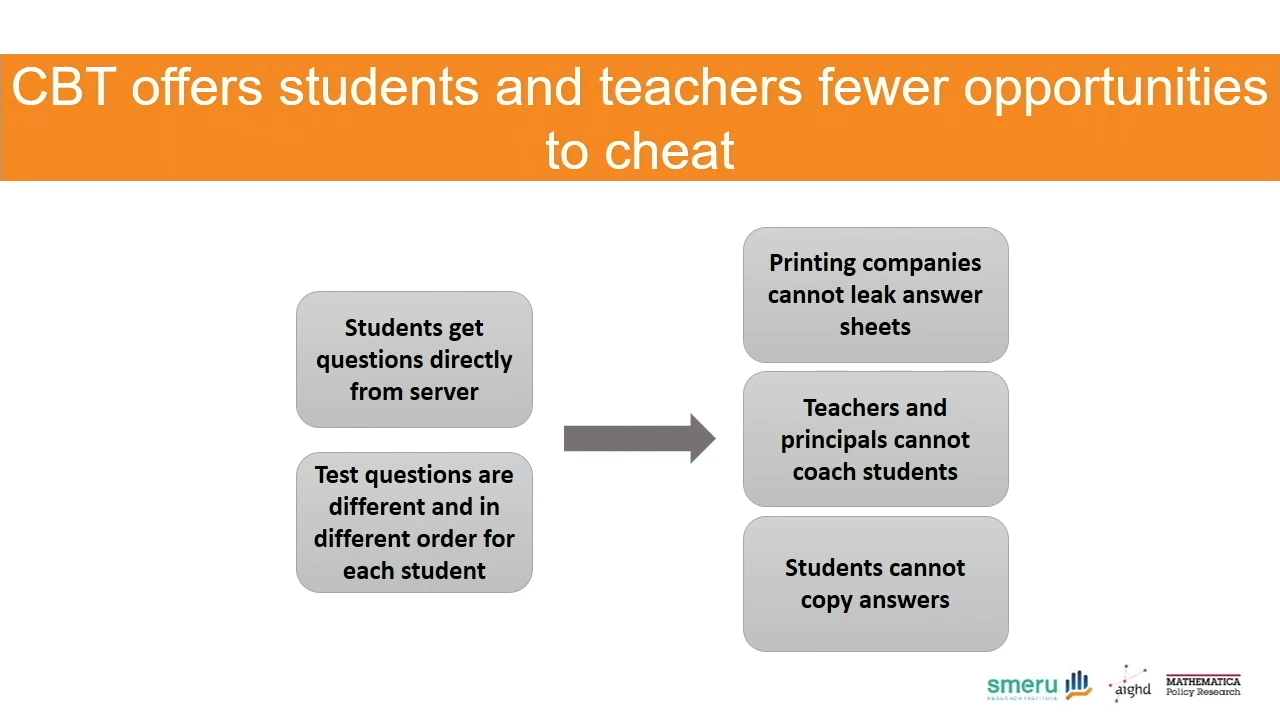 CBT offers students and teachers fewer opportunities
to cheat
Students get
questions directly
from server
Test questions are
different and in
different order for
each student
Printing companies
cannot leak answer
sheets
Teachers and
principals cannot
coach students
Students cannot
copy answers
smeru
RESEARCH INSTITUTE
aighd
MATHEMATICA
Policy Research